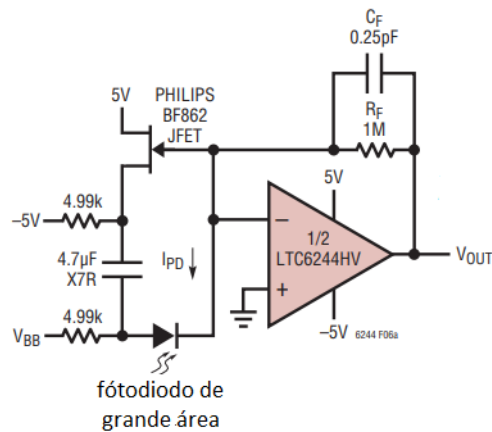 CF
0.25pF
PHILIPS
BF862
JFET
5V
RF
1M
4.99k
–5V
5V
4.7µF
X7R
IPD
–
1/2
LTC6244HV
+
VOUT
4.99k
VBB
–5V
6244 F06a
fótodiodo de
grande área